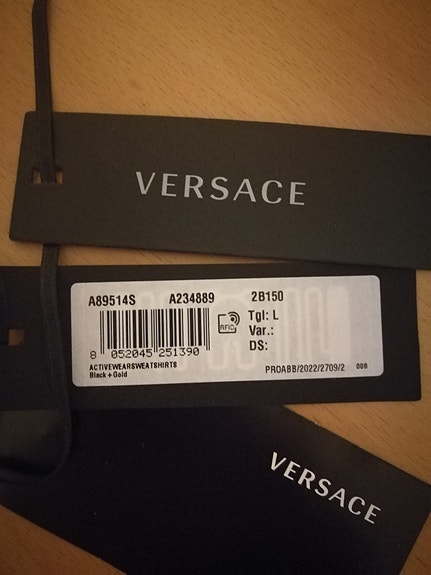 VERSACE
A89514S A234889 2B150
Tgl: L
RFID Var.:
DS:
8 052045 251390
ACTIVEWEARSWEATSHIRTS
Black + Gold
PROABB/2022/2709/2 008
VERSACE